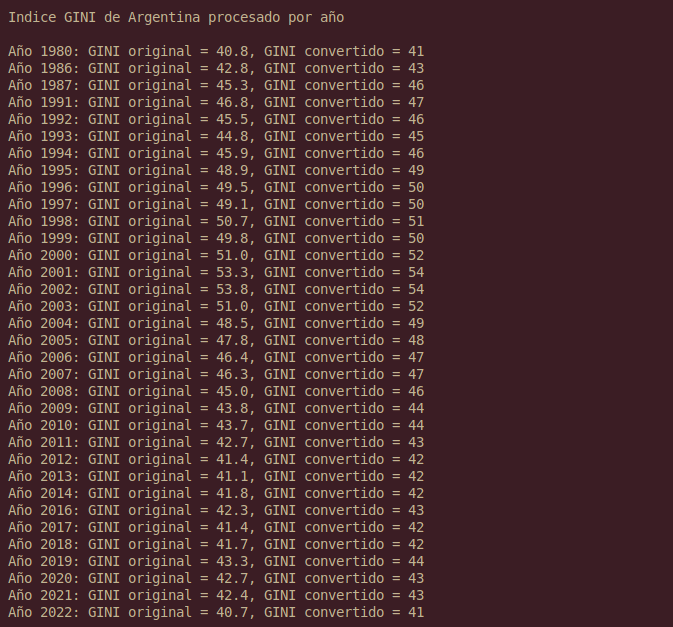 Indice GINI de Argentina procesado por año
Año 1980: GINI original = 40.8, GINI convertido = 41
Año 1986: GINI original = 42.8, GINI convertido = 43
Año 1987: GINI original = 45.3, GINI convertido = 46
Año 1991: GINI original = 46.8, GINI convertido = 47
Año 1992: GINI original = 45.5, GINI convertido = 46
Año 1993: GINI original = 44.8, GINI convertido = 45
Año 1994: GINI original = 45.9, GINI convertido = 46
Año 1995: GINI original = 48.9, GINI convertido = 49
Año 1996: GINI original = 49.5, GINI convertido = 50
Año 1997: GINI original = 49.1, GINI convertido = 50
Año 1998: GINI original = 50.7, GINI convertido = 51
Año 1999: GINI original = 49.8, GINI convertido = 50
Año 2000: GINI original = 51.0, GINI convertido = 52
Año 2001: GINI original = 53.3, GINI convertido = 54
Año 2002: GINI original = 53.8, GINI convertido = 54
Año 2003: GINI original = 51.0, GINI convertido = 52
Año 2004: GINI original = 48.5, GINI convertido = 49
Año 2005: GINI original = 47.8, GINI convertido = 48
Año 2006: GINI original = 46.4, GINI convertido = 47
Año 2007: GINI original = 46.3, GINI convertido = 47
Año 2008: GINI original = 45.0, GINI convertido = 46
Año 2009: GINI original = 43.8, GINI convertido = 44
Año 2010: GINI original = 43.7, GINI convertido = 44
Año 2011: GINI original = 42.7, GINI convertido = 43
Año 2012: GINI original = 41.4, GINI convertido = 42
Año 2013: GINI original = 41.1, GINI convertido = 42
Año 2014: GINI original = 41.8, GINI convertido = 42
Año 2016: GINI original = 42.3, GINI convertido = 43
Año 2017: GINI original = 41.4, GINI convertido = 42
Año 2018: GINI original = 41.7, GINI convertido = 42
Año 2019: GINI original = 43.3, GINI convertido = 44
Año 2020: GINI original = 42.7, GINI convertido = 43
Año 2021: GINI original = 42.4, GINI convertido = 43
Año 2022: GINI original = 40.7, GINI convertido = 41